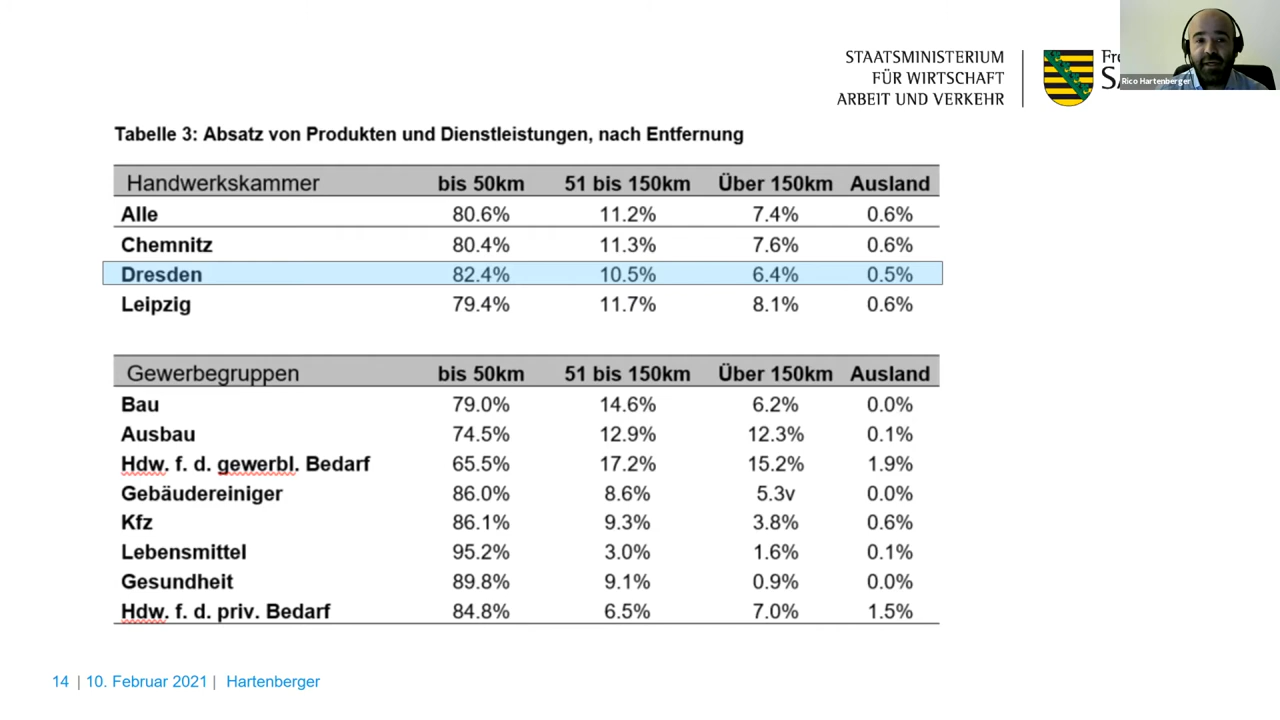 STAATSMINISTERIUM
FÜR WIRTSCHAFT
ARBEIT UND VERKEHR
Rico Hartenberger
Tabelle 3: Absatz von Produkten und Dienstleistungen, nach Entfernung
Handwerkskammer bis 50km 51 bis 150km Über 150km Ausland
Alle 80.6% 11.2% 7.4% 0.6%
Chemnitz 80.4% 11.3% 7.6% 0.6%
Dresden 82.4% 10.5% 6.4% 0.5%
Leipzig 79.4% 11.7% 8.1% 0.6%
Gewerbegruppen bis 50km 51 bis 150km Über 150km Ausland
Bau 79.0% 14.6% 6.2% 0.0%
Ausbau 74.5% 12.9% 12.3% 0.1%
Hdw. f. d. gewerbl. Bedarf 65.5% 17.2% 15.2% 1.9%
Gebäudereiniger 86.0% 8.6% 5.3v 0.0%
Kfz 86.1% 9.3% 3.8% 0.6%
Lebensmittel 95.2% 3.0% 1.6% 0.1%
Gesundheit 89.8% 9.1% 0.9% 0.0%
Hdw. f. d. priv. Bedarf 84.8% 6.5% 7.0% 1.5%
14 | 10. Februar 2021 | Hartenberger